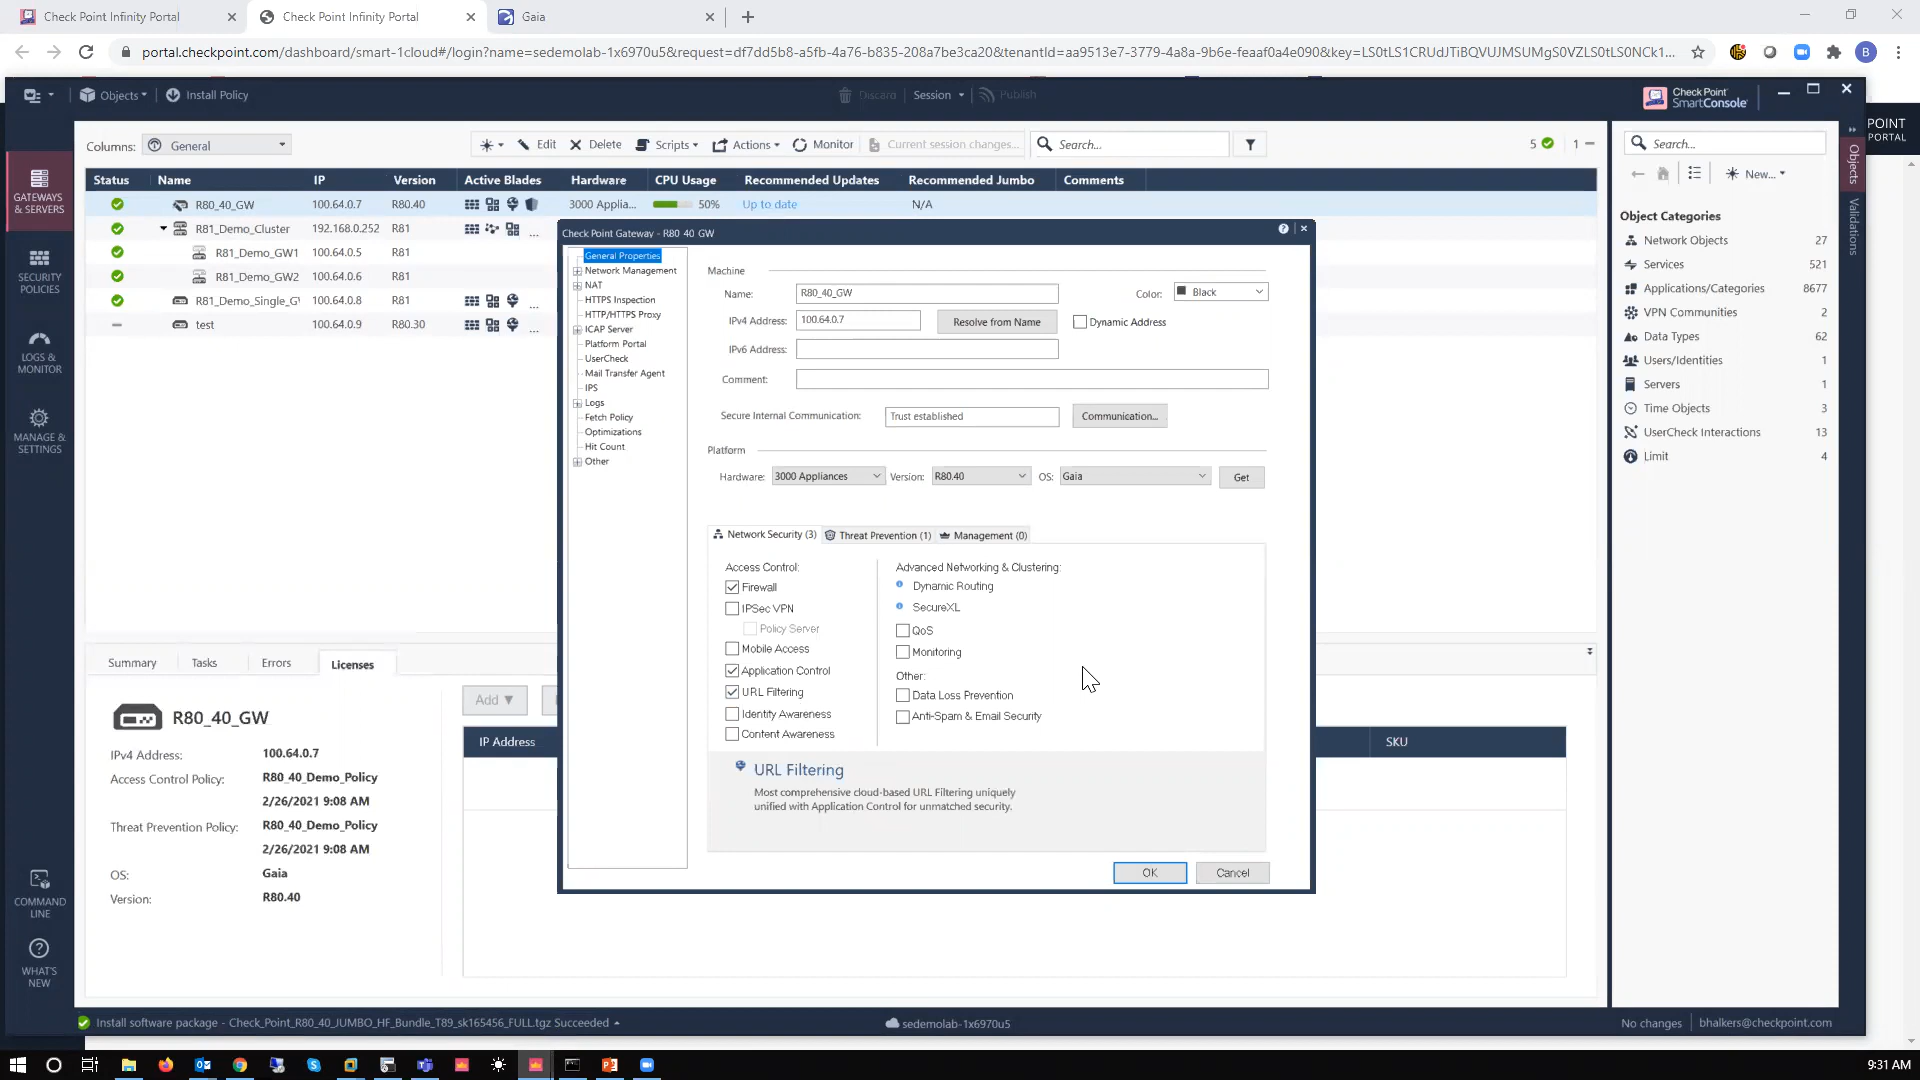 Check Point Infinity Portal
Check Point Infinity Portal
Gaia
portal.checkpoint.com/dashboard/smart-1cloud#/login?name=sedemolab-1x6970u5&request=df7dd5b8-a5fb-4a76-b835-208a7be3ca20&tenantId=aa9513e7-3779-4a8a-9b6e-feaaf0a4e090&key=LS0tLS1CRUdJTiBQVUJMSUMgS0VZLS0tLS0NCk1...
B
Objects
Install Policy
Discard
Session
Publish
Check Point
SmartConsole
POINT
PORTAL
Columns:
General
Edit
Delete
Scripts
Actions
Monitor
Current session changes...
Search...
5
1
Search...
New...
Objects
Validations
GATEWAYS
& SERVERS
SECURITY
POLICIES
LOGS &
MONITOR
MANAGE &
SETTINGS
COMMAND
LINE
WHAT'S
NEW
Status Name IP Version Active Blades Hardware CPU Usage Recommended Updates Recommended Jumbo Comments
R80_40_GW 100.64.0.7 R80.40 3000 Applia... 50% Up to date N/A
R81_Demo_Cluster 192.168.0.252 R81 ...
R81_Demo_GW1 100.64.0.5 R81
R81_Demo_GW2 100.64.0.6 R81
R81_Demo_Single_G 100.64.0.8 R81 ...
test 100.64.0.9 R80.30 ...
Object Categories
Network Objects 27
Services 521
Applications/Categories 8677
VPN Communities 2
Data Types 62
Users/Identities 1
Servers 1
Time Objects 3
UserCheck Interactions 13
Limit 4
Check Point Gateway - R80_40_GW
General Properties
Network Management
NAT
HTTPS Inspection
HTTP/HTTPS Proxy
ICAP Server
Platform Portal
UserCheck
Mail Transfer Agent
IPS
Logs
Fetch Policy
Optimizations
Hit Count
Other
Machine
Name: R80_40_GW Color: Black
IPv4 Address: 100.64.0.7 Resolve from Name Dynamic Address
IPv6 Address:
Comment:
Secure Internal Communication: Trust established Communication...
Platform
Hardware: 3000 Appliances Version: R80.40 OS: Gaia Get
Network Security (3) Threat Prevention (1) Management (0)
Access Control:
Firewall
IPSec VPN
Policy Server
Mobile Access
Application Control
URL Filtering
Identity Awareness
Content Awareness
Advanced Networking & Clustering:
Dynamic Routing
SecureXL
QoS
Monitoring
Other:
Data Loss Prevention
Anti-Spam & Email Security
URL Filtering
Most comprehensive cloud-based URL Filtering uniquely
unified with Application Control for unmatched security.
OK Cancel
Summary Tasks Errors Licenses
R80_40_GW
IPv4 Address: 100.64.0.7
Access Control Policy: R80_40_Demo_Policy
2/26/2021 9:08 AM
Threat Prevention Policy: R80_40_Demo_Policy
2/26/2021 9:08 AM
OS: Gaia
Version: R80.40
Add
IP Address
SKU
Install software package - Check_Point_R80_40_JUMBO_HF_Bundle_T89_sk165456_FULL.tgz Succeeded
sedemolab-1x6970u5
No changes
bhalkers@checkpoint.com
9:31 AM